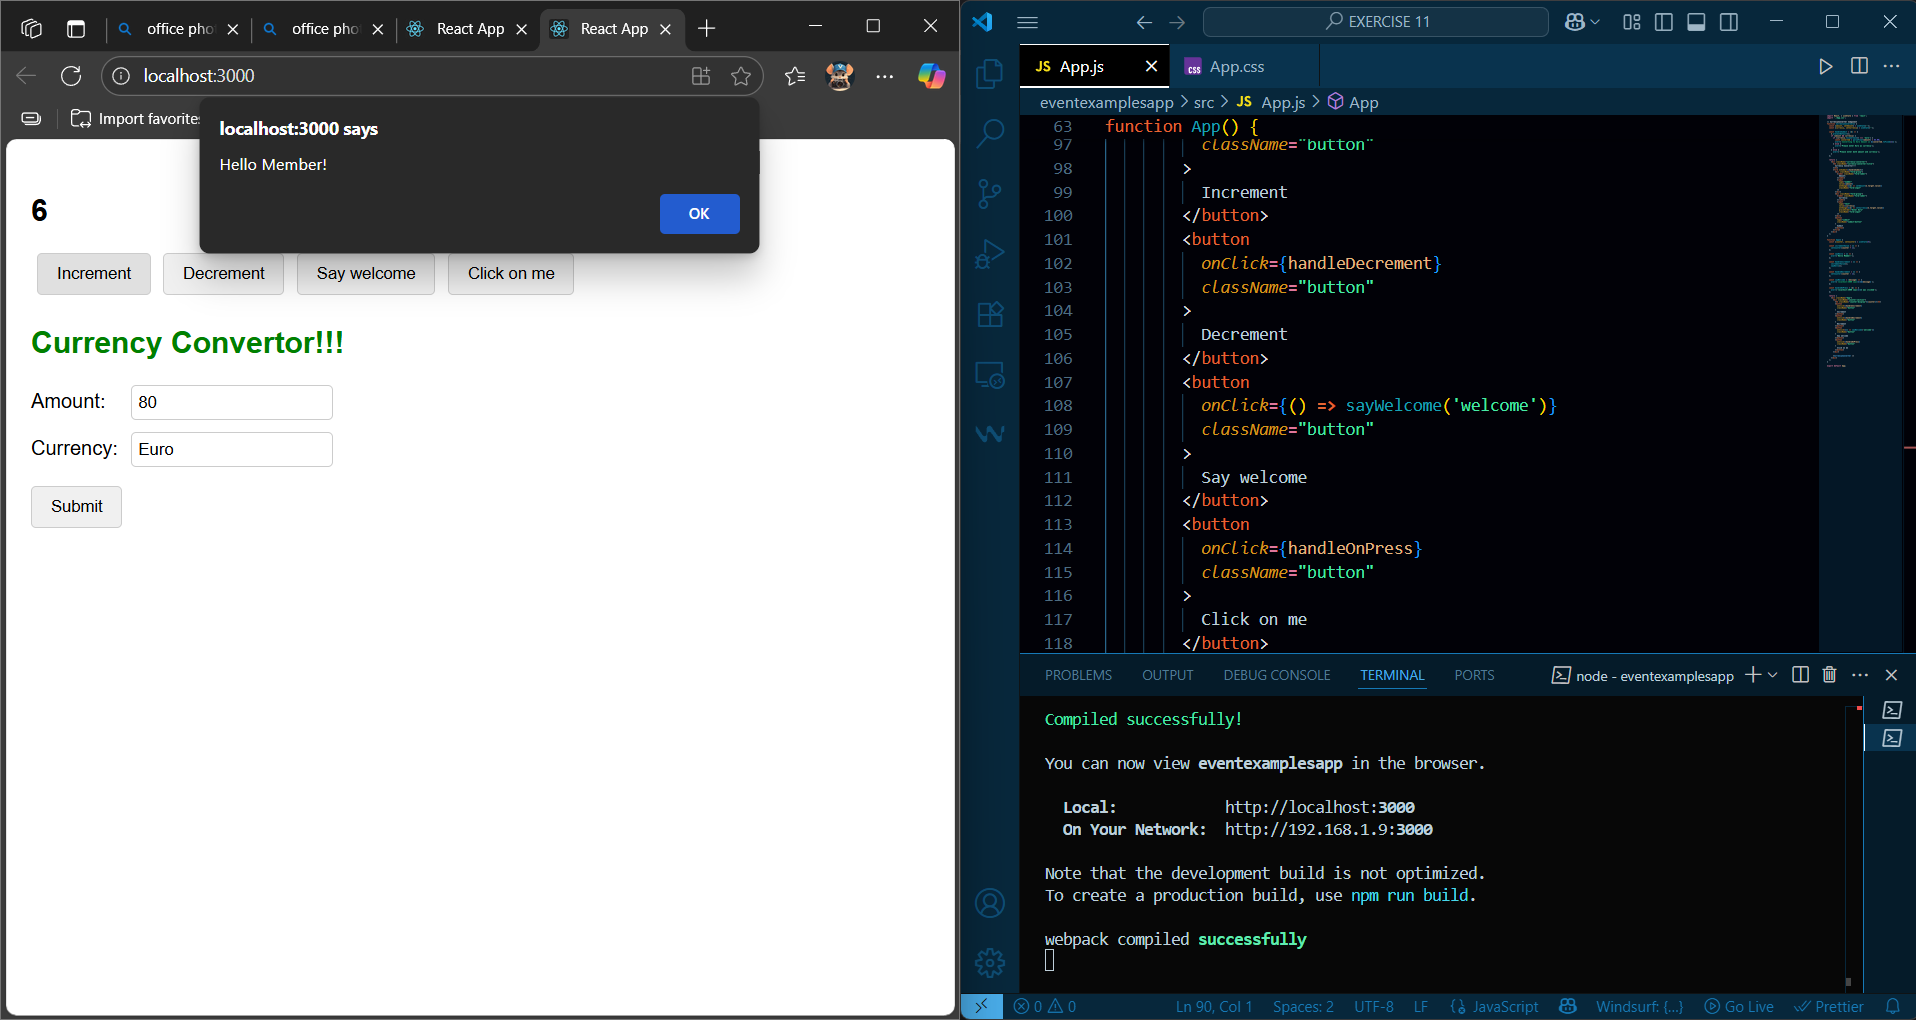 office pho
office pho
React App
React App
localhost:3000
Import favorites
localhost:3000 says
Hello Member!
OK
6
Increment
Decrement
Say welcome
Click on me
Currency Convertor!!!
Amount:
80
Currency:
Euro
Submit
EXERCISE 11
JS App.js
css App.css
eventexamplesapp > src > JS App.js > App
63 function App() {
97 className="button"
98 >
99 Increment
100 </button>
101 <button
102 onClick={handleDecrement}
103 className="button"
104 >
105 Decrement
106 </button>
107 <button
108 onClick={() => sayWelcome('welcome')}
109 className="button"
110 >
111 Say welcome
112 </button>
113 <button
114 onClick={handleOnPress}
115 className="button"
116 >
117 Click on me
118 </button>
PROBLEMS OUTPUT DEBUG CONSOLE TERMINAL PORTS node - eventexamplesapp
Compiled successfully!
You can now view eventexamplesapp in the browser.
Local: http://localhost:3000
On Your Network: http://192.168.1.9:3000
Note that the development build is not optimized.
To create a production build, use npm run build.
webpack compiled successfully
0 0 Ln 90, Col 1 Spaces: 2 UTF-8 LF {} JavaScript Windsurf: {...} Go Live Prettier